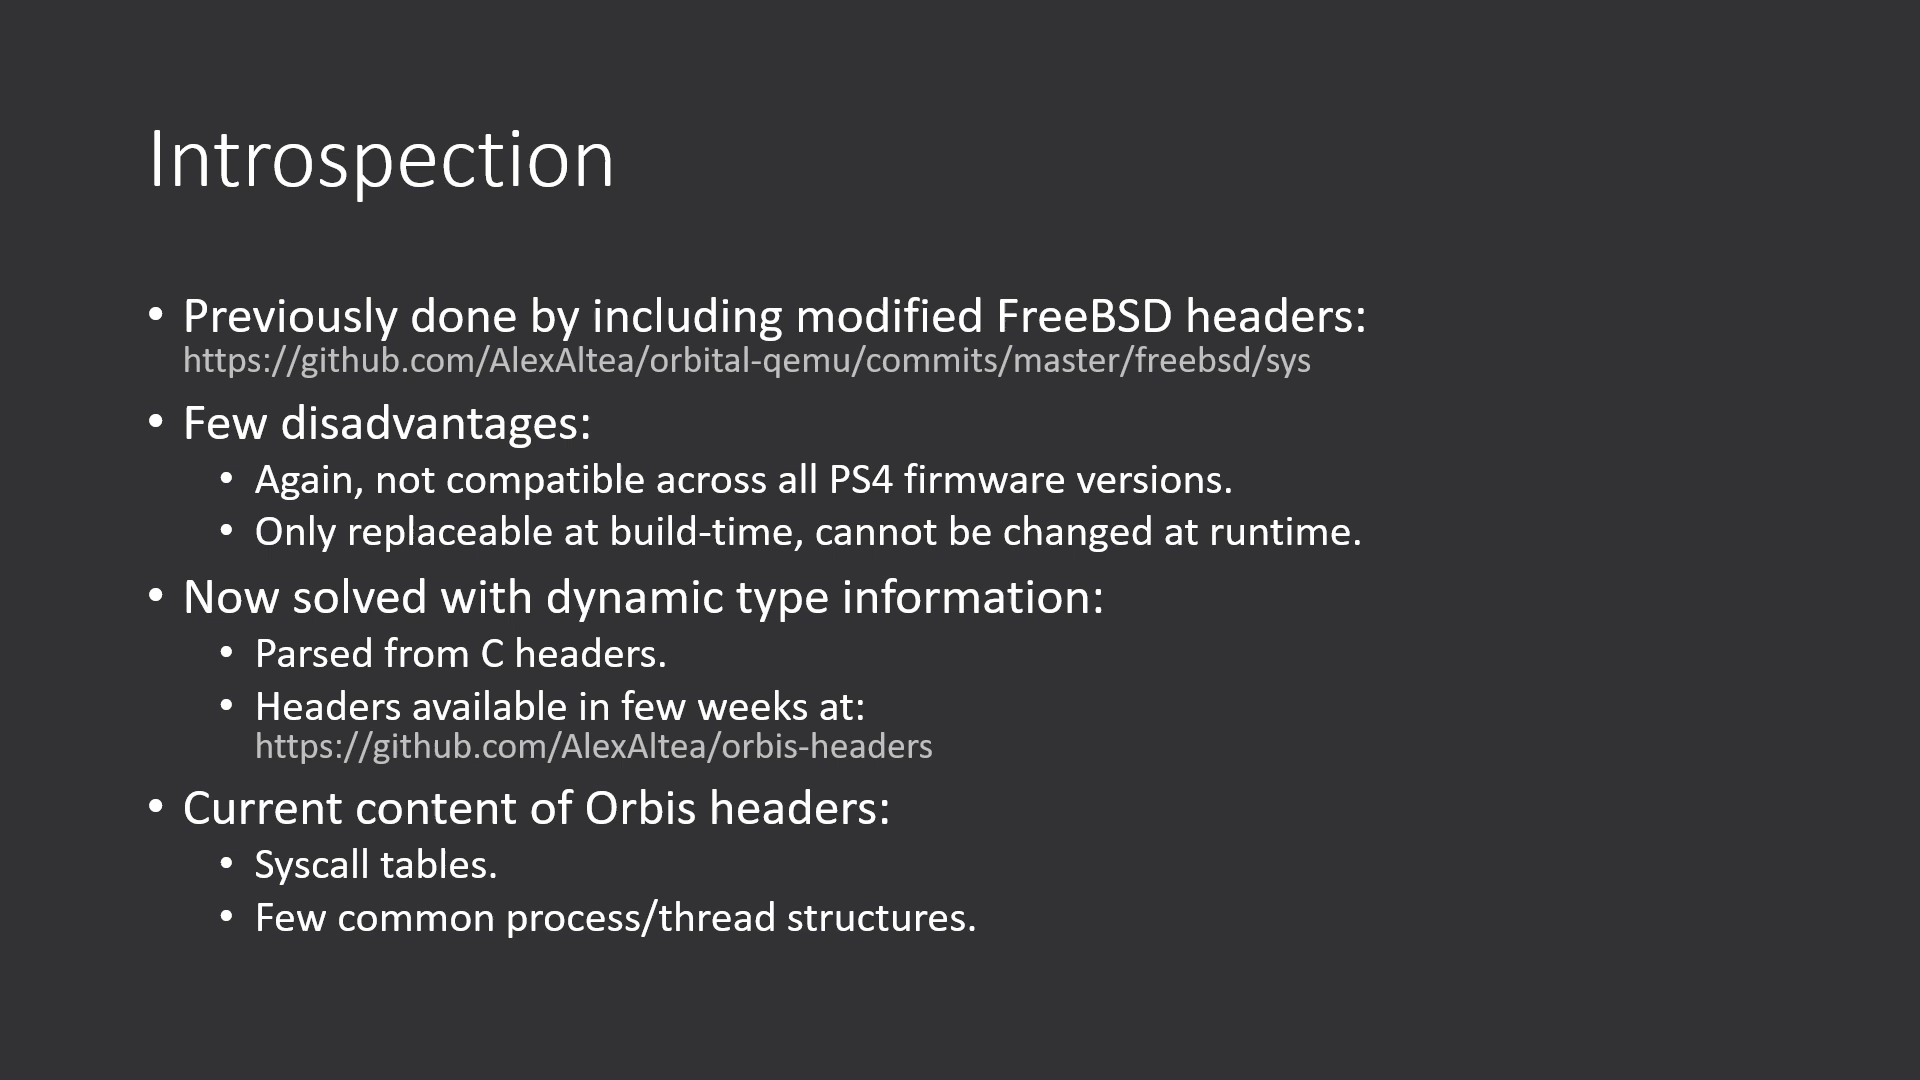 Introspection
• Previously done by including modified FreeBSD headers:
https://github.com/AlexAltea/orbital-qemu/commits/master/freebsd/sys
• Few disadvantages:
• Again, not compatible across all PS4 firmware versions.
• Only replaceable at build-time, cannot be changed at runtime.
• Now solved with dynamic type information:
• Parsed from C headers.
• Headers available in few weeks at:
https://github.com/AlexAltea/orbis-headers
• Current content of Orbis headers:
• Syscall tables.
• Few common process/thread structures.